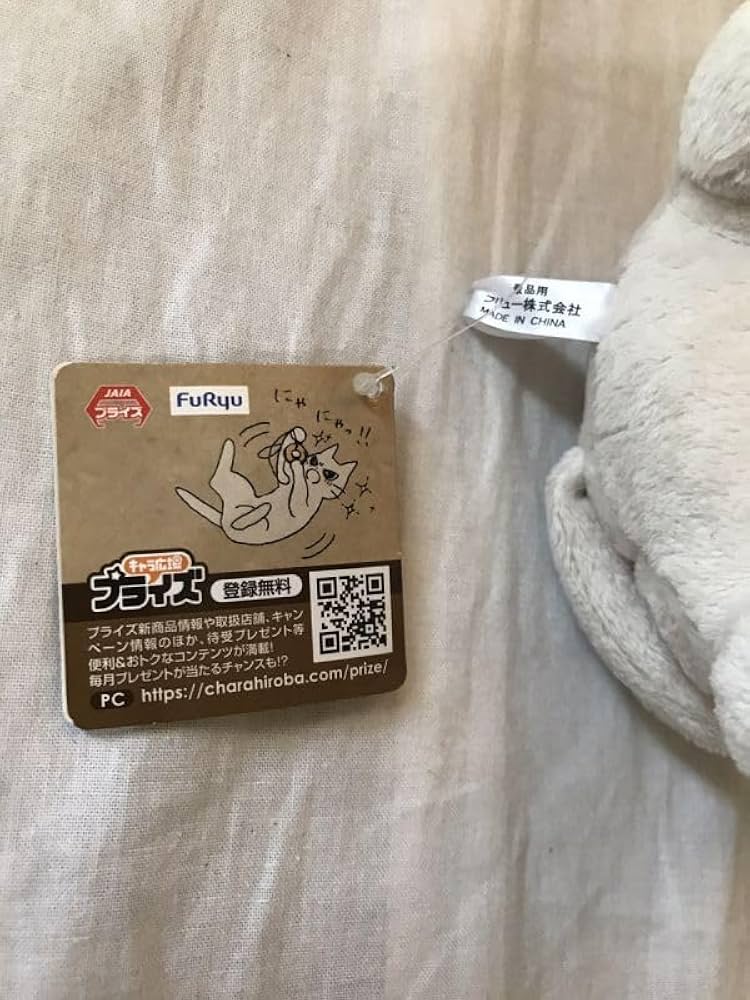 景品用
フリュー株式会社
MADE IN CHINA
JAIA
プライズ
FuRyu
にゃ
にゃっ!!
キャラ広場
プライズ
登録無料
プライズ新商品情報や取扱店舗、キャン
ペーン情報のほか、待受プレゼント等
便利&おトクなコンテンツが満載!
毎月プレゼントが当たるチャンスも!?
PC https://charahiroba.com/prize/